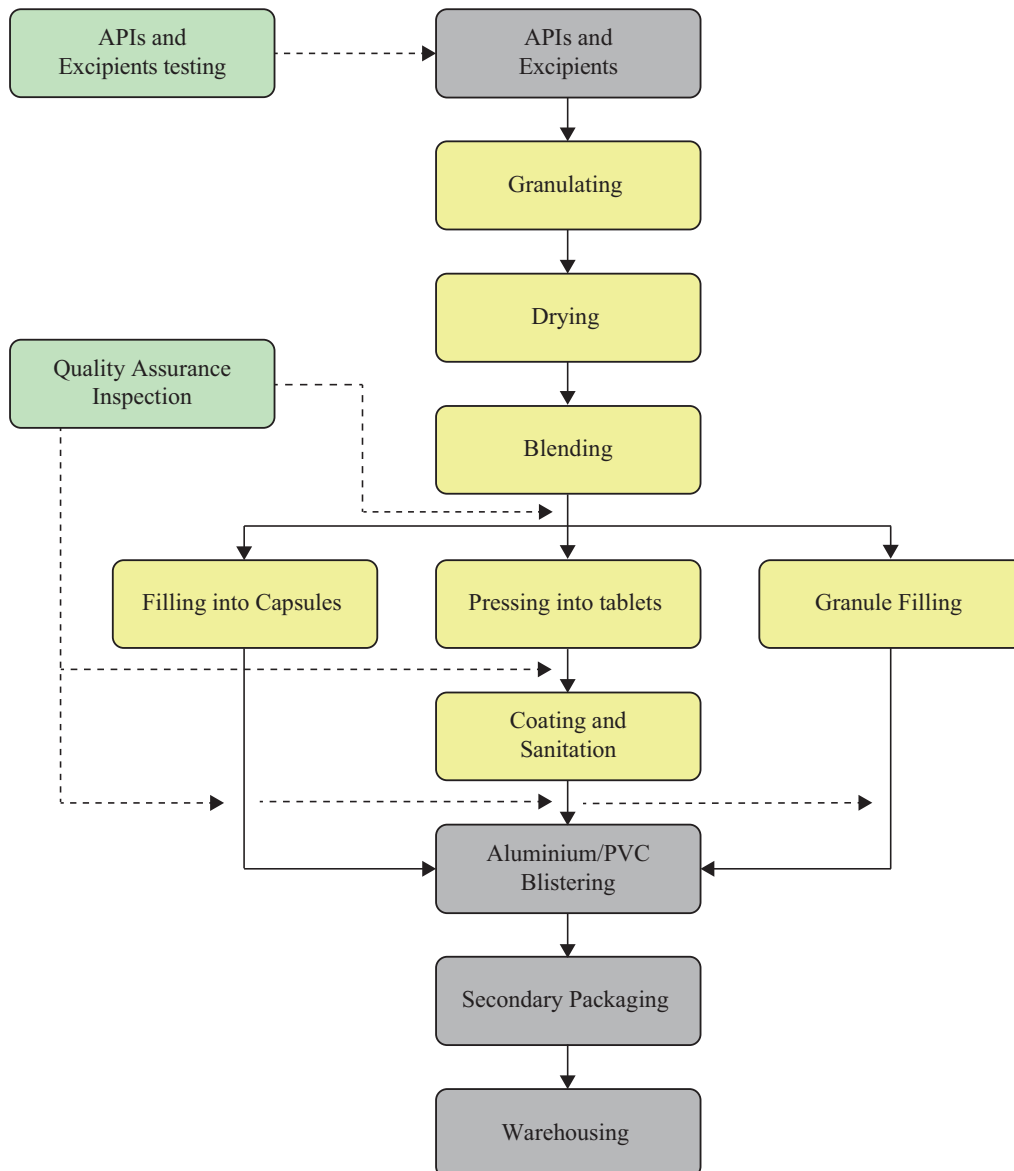 APIs and
Excipients testing
APIs and
Excipients
Granulating
Drying
Quality Assurance
Inspection
Blending
Filling into Capsules
Pressing into tablets
Granule Filling
Coating and
Sanitation
Aluminium/PVC
Blistering
Secondary Packaging
Warehousing